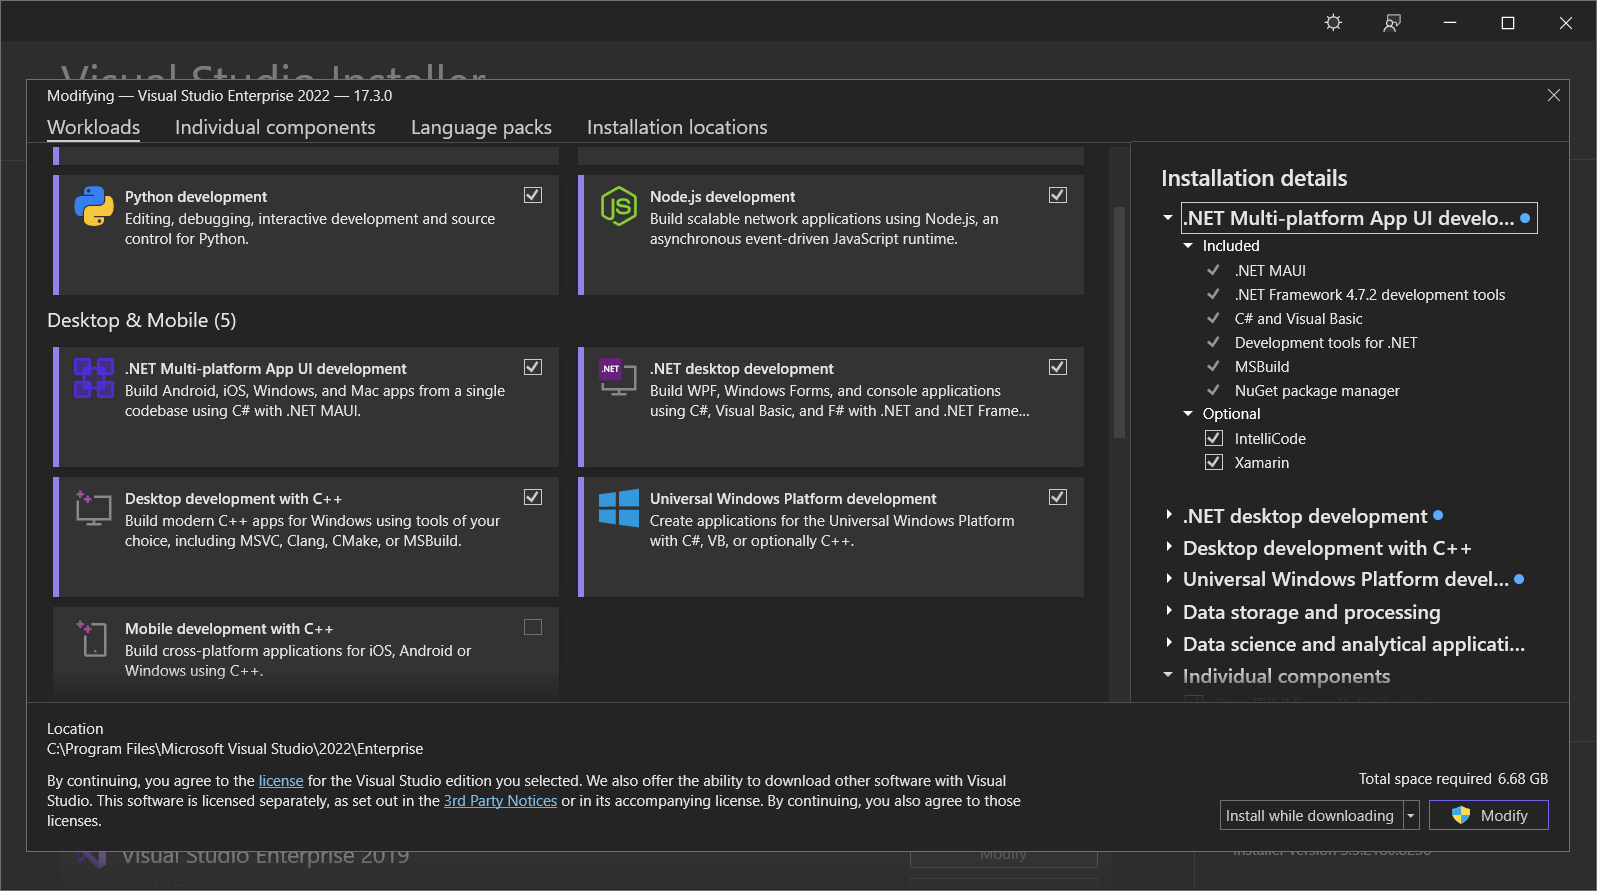 Visual Studio Installer
Modifying — Visual Studio Enterprise 2022 — 17.3.0
Workloads
Individual components
Language packs
Installation locations
Python development
Editing, debugging, interactive development and source
control for Python.
JS
Node.js development
Build scalable network applications using Node.js, an
asynchronous event-driven JavaScript runtime.
Desktop & Mobile (5)
.NET Multi-platform App UI development
Build Android, iOS, Windows, and Mac apps from a single
codebase using C# with .NET MAUI.
.NET
.NET desktop development
Build WPF, Windows Forms, and console applications
using C#, Visual Basic, and F# with .NET and .NET Frame...
Desktop development with C++
Build modern C++ apps for Windows using tools of your
choice, including MSVC, Clang, CMake, or MSBuild.
Universal Windows Platform development
Create applications for the Universal Windows Platform
with C#, VB, or optionally C++.
Mobile development with C++
Build cross-platform applications for iOS, Android or
Windows using C++.
Installation details
.NET Multi-platform App UI develo...
Included
.NET MAUI
.NET Framework 4.7.2 development tools
C# and Visual Basic
Development tools for .NET
MSBuild
NuGet package manager
Optional
IntelliCode
Xamarin
.NET desktop development
Desktop development with C++
Universal Windows Platform devel...
Data storage and processing
Data science and analytical applicati...
Individual components
Location
C:\Program Files\Microsoft Visual Studio\2022\Enterprise
By continuing, you agree to the license for the Visual Studio edition you selected. We also offer the ability to download other software with Visual
Studio. This software is licensed separately, as set out in the 3rd Party Notices or in its accompanying license. By continuing, you also agree to those
licenses.
Total space required 6.68 GB
Install while downloading
Modify
Visual Studio Enterprise 2019
Modify